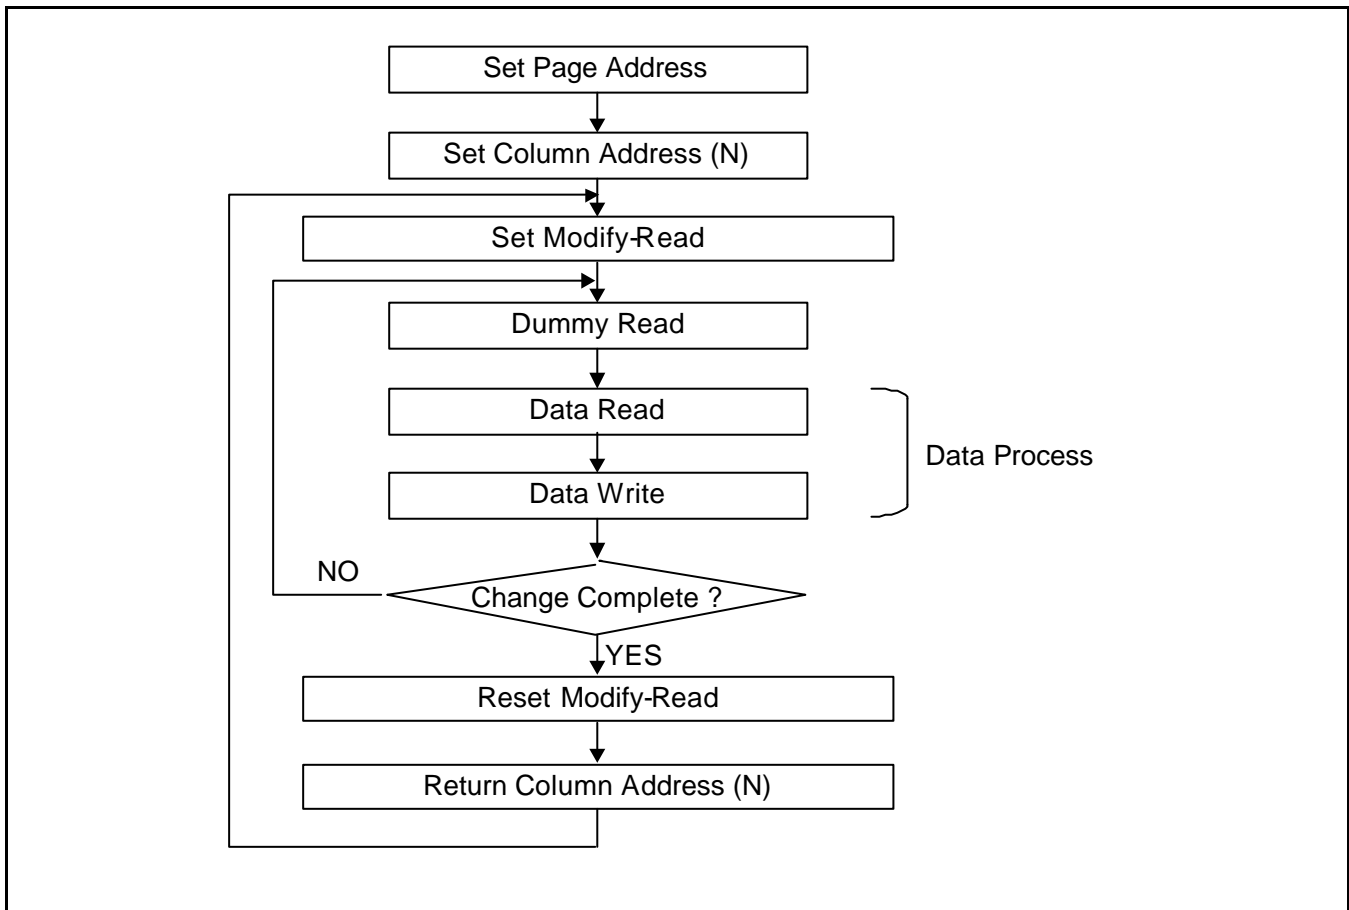 Set Page Address
Set Column Address (N)
Set Modify-Read
Dummy Read
Data Read
Data Process
Data Write
NO
Change Complete ?
YES
Reset Modify-Read
Return Column Address (N)